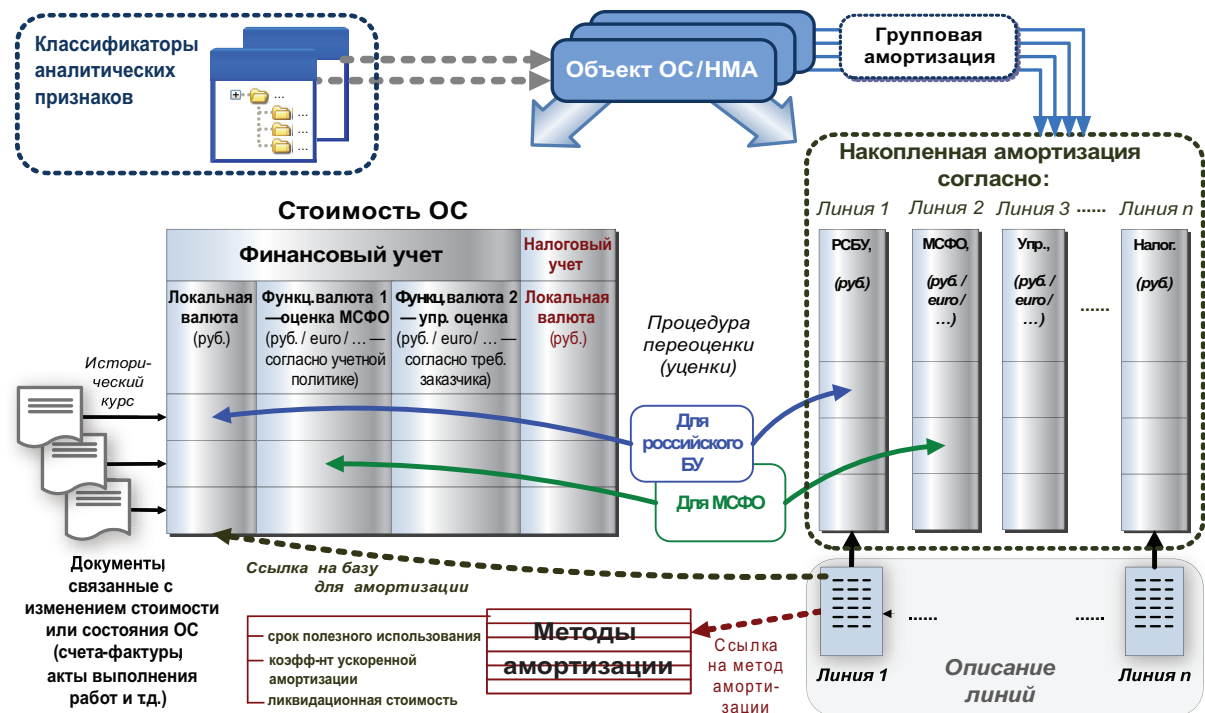 Классификаторы
аналитических
признаков
...
...
...
...
Объект ОС/НМА
Групповая
амортизация
Накопленная амортизация
согласно:
Линия 1
Линия 2
Линия 3
......
Линия n
РСБУ,
(руб.)
МСФО,
(руб. /
euro /
…)
Упр.,
(руб. /
euro /
…)
......
Налог.
(руб.)
Стоимость ОС
Финансовый учет
Налоговый
учет
Локальная
валюта
(руб.)
Функц.валюта 1
—оценка МСФО
(руб. / euro / … —
согласно учетной
политике)
Функц.валюта 2
— упр. оценка
(руб. / euro / … —
согласно треб.
заказчика)
Локальная
валюта
(руб.)
Истори-
ческий
курс
Процедура
переоценки
(уценки)
Для
российского
БУ
Для МСФО
Документы,
связанные с
изменением стоимости
или состояния ОС
(счета-фактуры,
акты выполнения
работ и т.д.)
Ссылка на базу
для амортизации
срок полезного использования
коэфф-нт ускоренной
амортизации
ликвидационная стоимость
Методы
амортизации
Ссылка
на метод
аморти-
зации
......
......
Линия 1
Описание
линий
Линия n